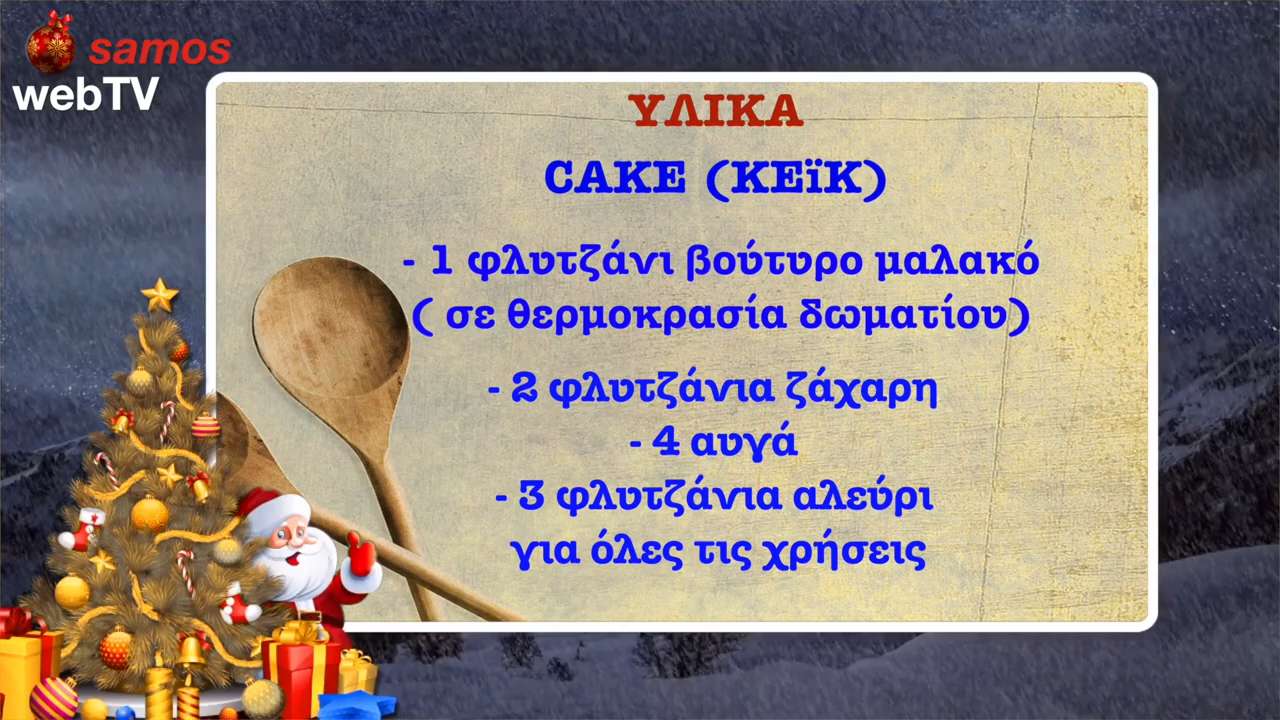 samos
webTV
ΥΛΙΚΑ
CAKE (ΚΕϊΚ)
- 1 φλυτζάνι βούτυρο μαλακό
( σε θερμοκρασία δωματίου)
- 2 φλυτζάνια ζάχαρη
- 4 αυγά
- 3 φλυτζάνια αλεύρι
για όλες τις χρήσεις